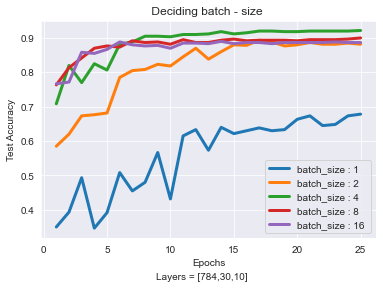 Deciding batch - size
Test Accuracy
0.9
0.8
0.7
0.6
0.5
0.4
batch_size : 1
batch_size : 2
batch_size : 4
batch_size : 8
batch_size : 16
0 5 10 15 20 25
Epochs
Layers = [784,30,10]